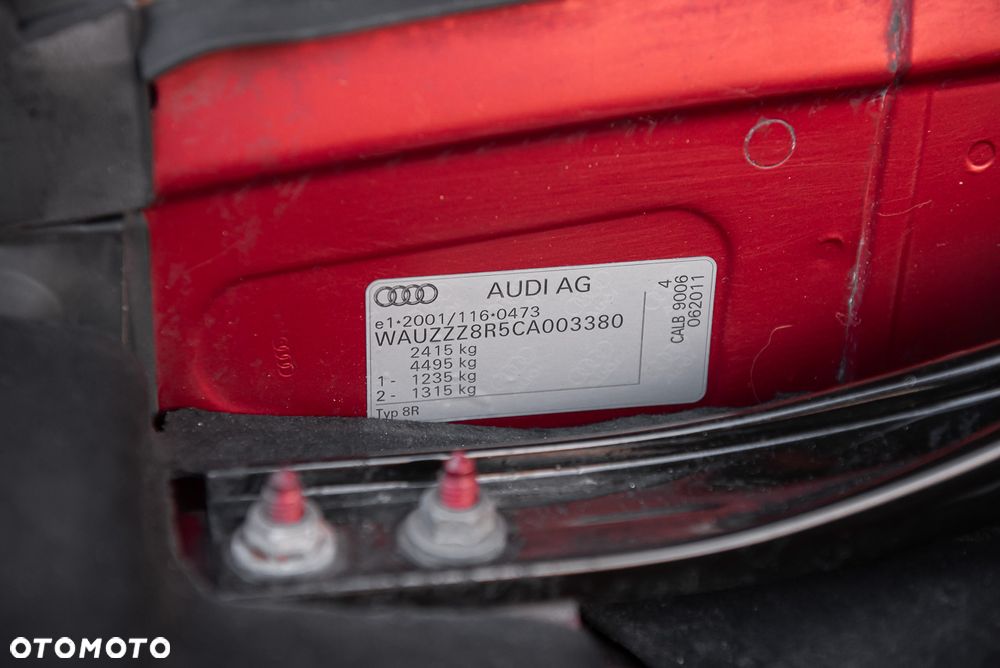 AUDI AG
e1•2001/116•0473
WAUZZZ8R5CA003380
2415 kg
4495 kg
1 - 1235 kg
2 - 1315 kg
Typ 8R
4
CALB 9006
062011
OTOMOTO